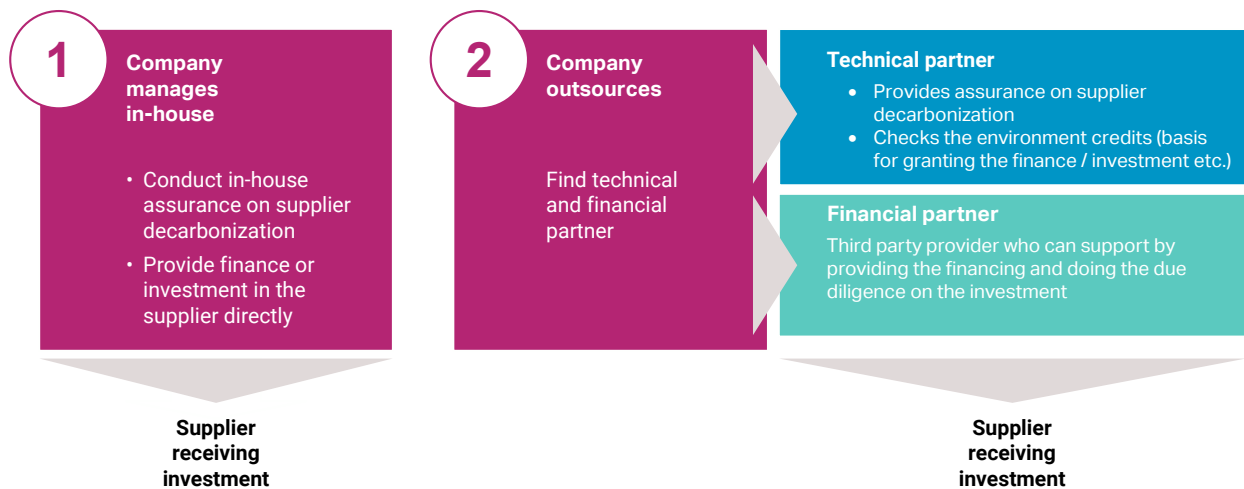 1
Company
manages
in-house
• Conduct in-house
assurance on supplier
decarbonization
• Provide finance or
investment in the
supplier directly
Supplier
receiving
investment
2
Company
outsources
Find technical
and financial
partner
Technical partner
• Provides assurance on supplier
decarbonization
• Checks the environment credits (basis
for granting the finance / investment etc.)
Financial partner
Third party provider who can support by
providing the financing and doing the due
diligence on the investment
Supplier
receiving
investment